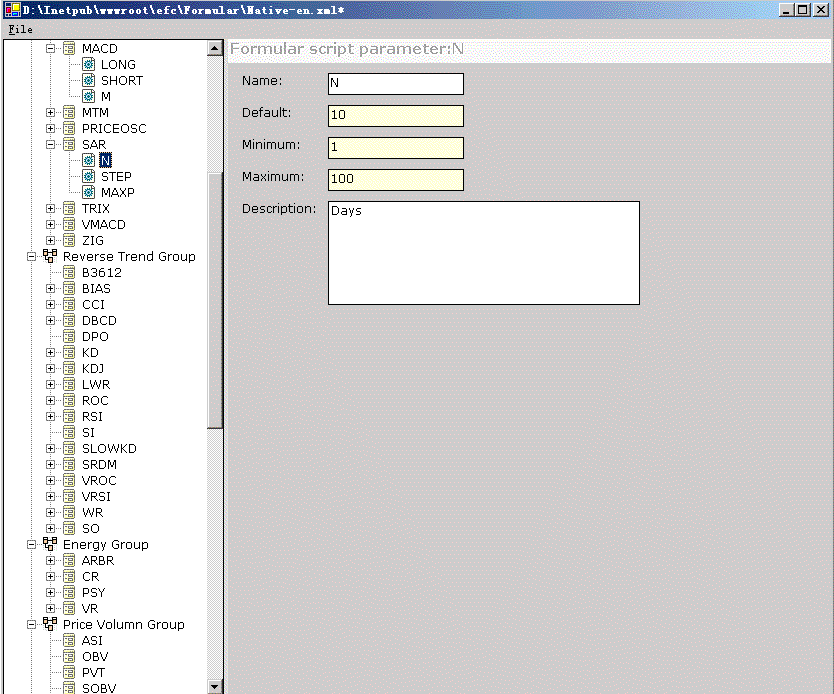 D:\Inetpub\wwwroot\efc\Formular\Native-en.xml*
File
MACD
LONG
SHORT
M
MTM
PRICEOSC
SAR
N
STEP
MAXP
TRIX
VMACD
ZIG
Reverse Trend Group
B3612
BIAS
CCI
DBCD
DPO
KD
KDJ
LWR
ROC
RSI
SI
SLOWKD
SRDM
VROC
VRSI
WR
SO
Energy Group
ARBR
CR
PSY
VR
Price Volumn Group
ASI
OBV
PVT
SOBV
Formular script parameter:N
Name: N
Default: 10
Minimum: 1
Maximum: 100
Description: Days